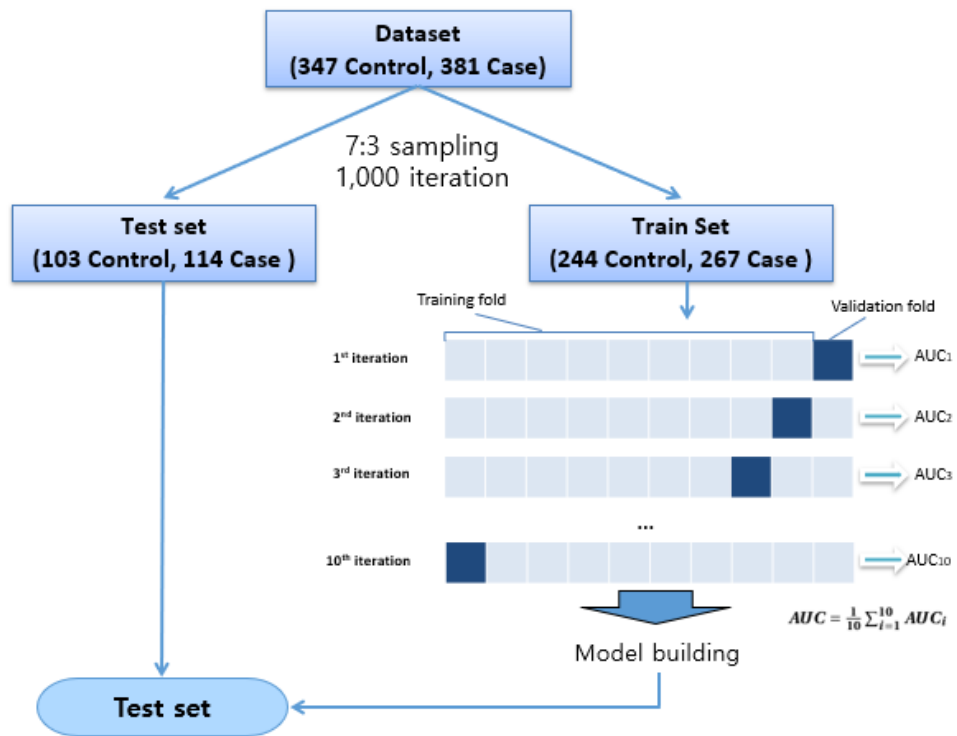 Dataset
(347 Control, 381 Case)
7:3 sampling
1,000 iteration
Test set
(103 Control, 114 Case )
Train Set
(244 Control, 267 Case )
Training fold
Validation fold
1st iteration
AUC1
2nd iteration
AUC2
3rd iteration
AUC3
...
10th iteration
AUC10
AUC = 1/10 ∑_{i=1}^{10} AUC_i
Model building
Test set